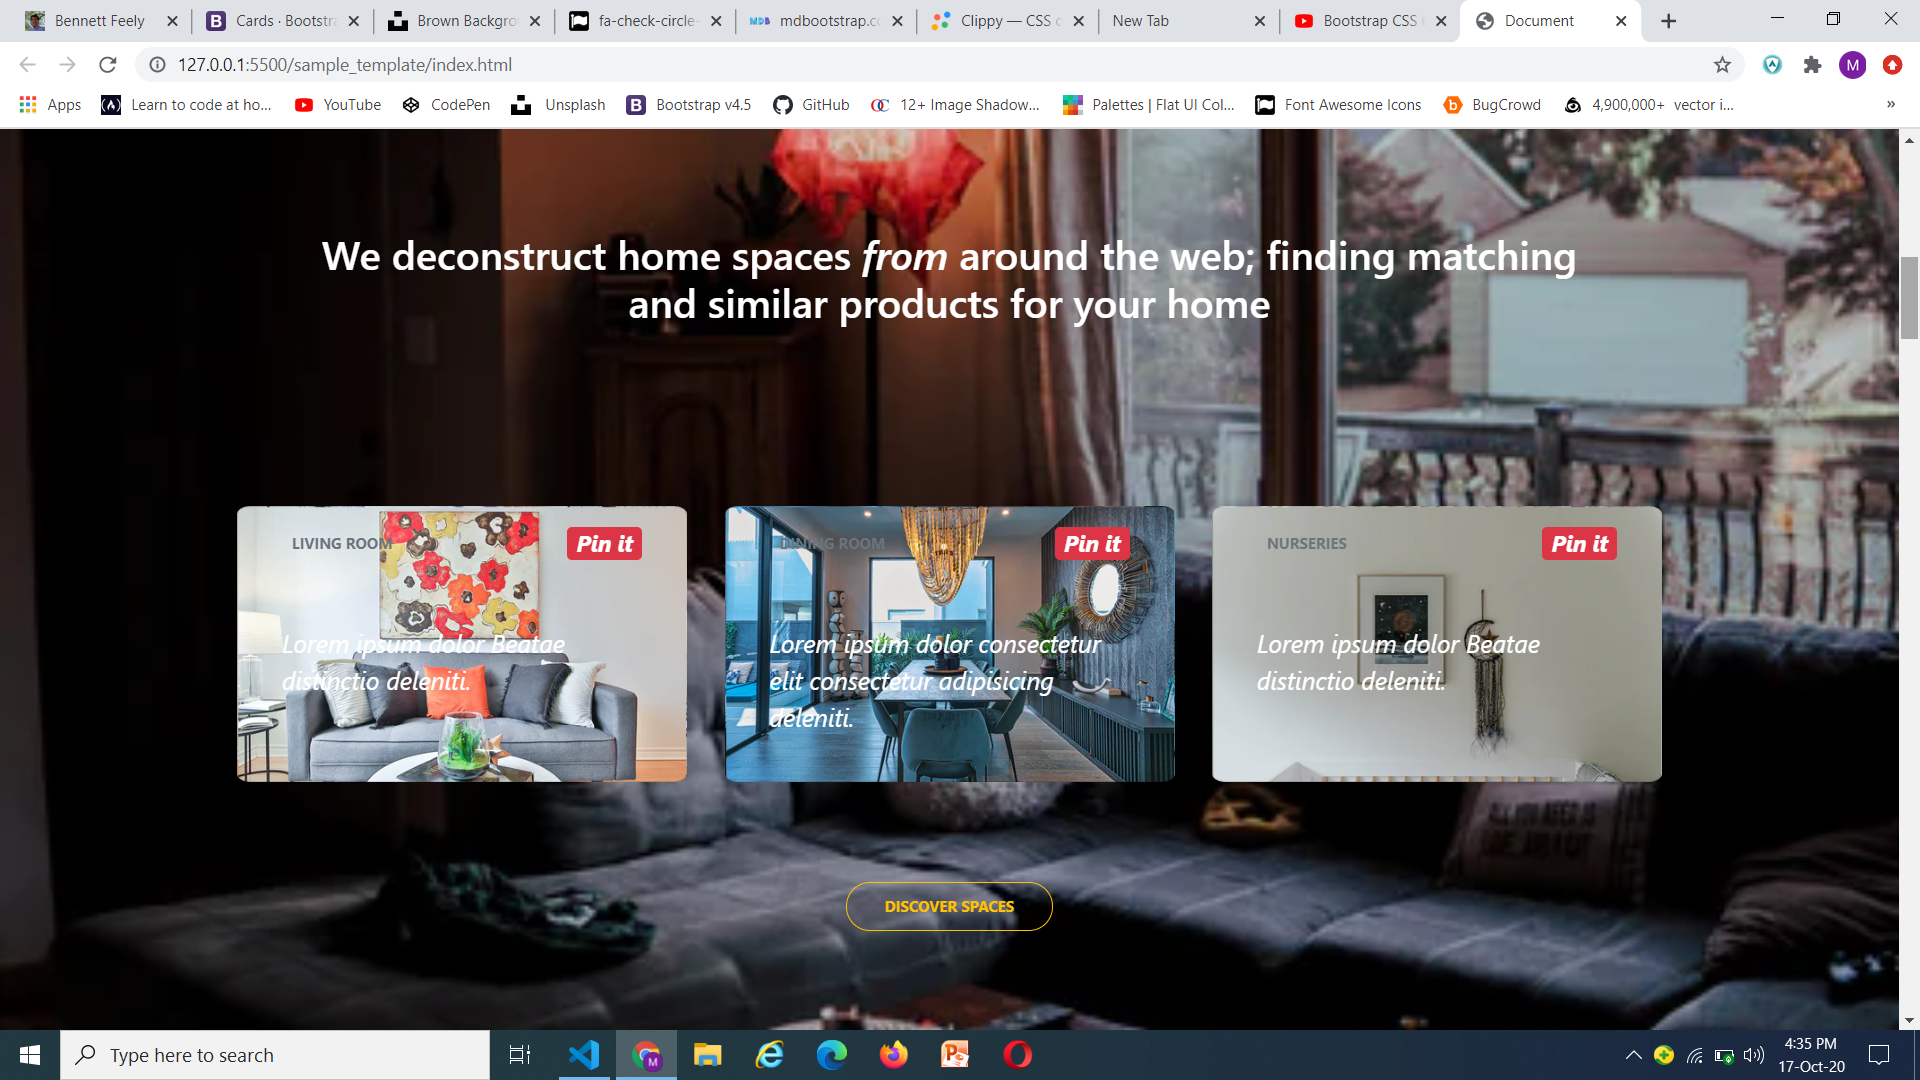 Bennett Feely
Cards · Bootstra
Brown Backgro
fa-check-circle-
mdbootstrap.co
Clippy — CSS c
New Tab
Bootstrap CSS
Document
127.0.0.1:5500/sample_template/index.html
M
Apps
Learn to code at ho...
YouTube
CodePen
Unsplash
Bootstrap v4.5
GitHub
12+ Image Shadow...
Palettes | Flat UI Col...
Font Awesome Icons
BugCrowd
4,900,000+ vector i...
»
We deconstruct home spaces from around the web; finding matching
and similar products for your home
LIVING ROOM
Pin it
Lorem ipsum dolor Beatae
distinctio deleniti.
DINING ROOM
Pin it
Lorem ipsum dolor consectetur
elit consectetur adipisicing
deleniti.
NURSERIES
Pin it
Lorem ipsum dolor Beatae
distinctio deleniti.
DISCOVER SPACES
Type here to search
4:35 PM
17-Oct-20